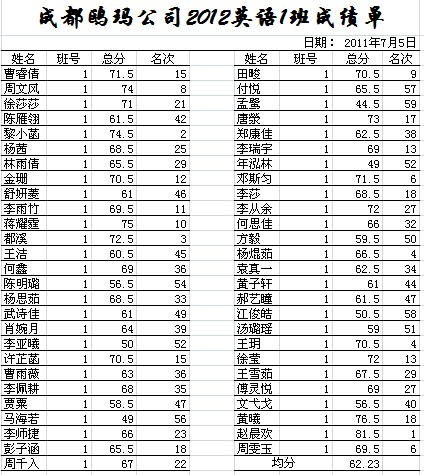 成都鸥玛公司2012英语1班成绩单
日期： 2011年7月5日
姓名 班号 总分 名次 姓名 班号 总分 名次
曹睿倩 1 71.5 15 田畯 1 70.5 9
周文风 1 74 8 付悦 1 65.5 57
徐莎莎 1 71 21 孟鹭 1 44.5 59
陈雁翎 1 61.5 42 唐荥 1 73 17
黎小菡 1 74.5 2 郑康佳 1 62.5 38
杨茜 1 68.5 25 李瑞宇 1 69 13
林雨倩 1 65.5 29 年泓林 1 49 52
金珊 1 70.5 12 邓斯匀 1 71.5 6
舒妍菱 1 61 46 李莎 1 68.5 18
李雨竹 1 69.5 11 李从余 1 72 27
蒋耀霆 1 75 10 何思佳 1 66 32
都溪 1 72.5 3 方毅 1 59.5 50
王洁 1 60.5 45 杨焜茹 1 66.5 4
何鑫 1 69 36 袁真一 1 62.5 34
陈明璐 1 56.5 54 黄子轩 1 61 44
杨思茹 1 68.5 33 郝艺瞳 1 61.5 47
武诗佳 1 61 49 江俊皓 1 50.5 58
肖婉月 1 64 39 汤璐瑶 1 59 51
李亚曦 1 50 52 王玥 1 70.5 4
许芷菡 1 70.5 15 徐莹 1 72 13
曹雨薇 1 63 36 王雪茹 1 67.5 29
李佩耕 1 68 35 傅灵悦 1 69 27
贾粟 1 58.5 47 文弋戈 1 56.5 40
马海若 1 49 56 黄曦 1 76.5 18
李师捷 1 66 23 赵晨欢 1 81.5 1
彭子涵 1 65.5 18 周雯玉 1 69.5 6
周千入 1 67 22 均分 62.23